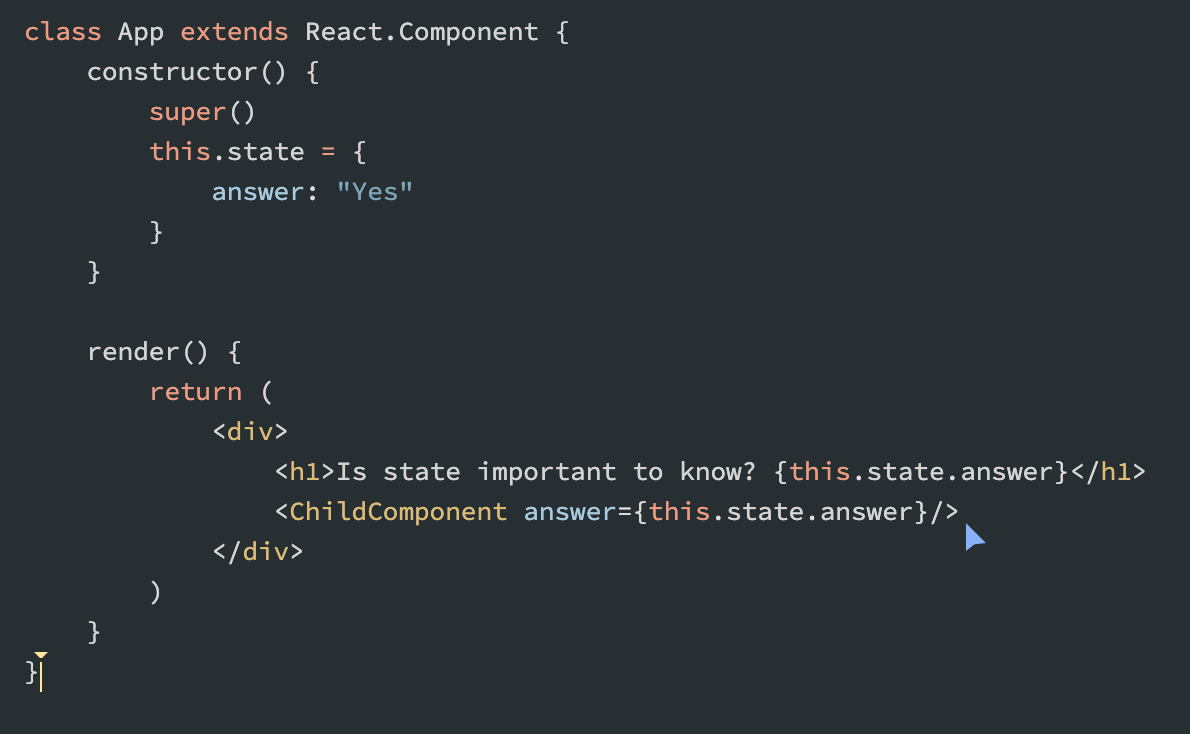 class App extends React.Component {
    constructor() {
        super()
        this.state = {
            answer: "Yes"
        }
    }

    render() {
        return (
            <div>
                <h1>Is state important to know? {this.state.answer}</h1>
                <ChildComponent answer={this.state.answer}/>
            </div>
        )
    }
}